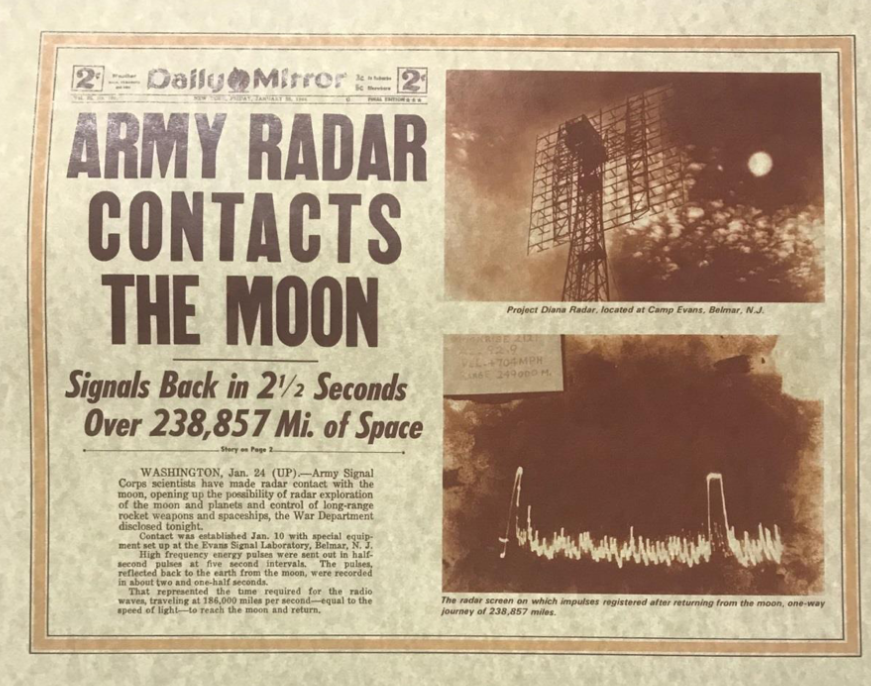 2¢
Daily Mirror
2¢
FINAL EDITION
ARMY RADAR
CONTACTS
THE MOON
Signals Back in 2½ Seconds
Over 238,857 Mi. of Space
Story on Page 2
WASHINGTON, Jan. 24 (UP).—Army Signal
Corps scientists have made radar contact with the
moon, opening up the possibility of radar exploration
of the moon and planets and control of long-range
rocket weapons and spaceships, the War Department
disclosed tonight.
Contact was established Jan. 10 with special equip-
ment set up at the Evans Signal Laboratory, Belmar, N. J.
High frequency energy pulses were sent out in half-
second pulses at five second intervals. The pulses,
reflected back to the earth from the moon, were recorded
in about two and one-half seconds.
That represented the time required for the radio
waves, traveling at 186,000 miles per second—equal to the
speed of light—to reach the moon and return.
Project Diana Radar, located at Camp Evans, Belmar, N.J.
The radar screen on which impulses registered after returning from the moon, one-way
journey of 238,857 miles.